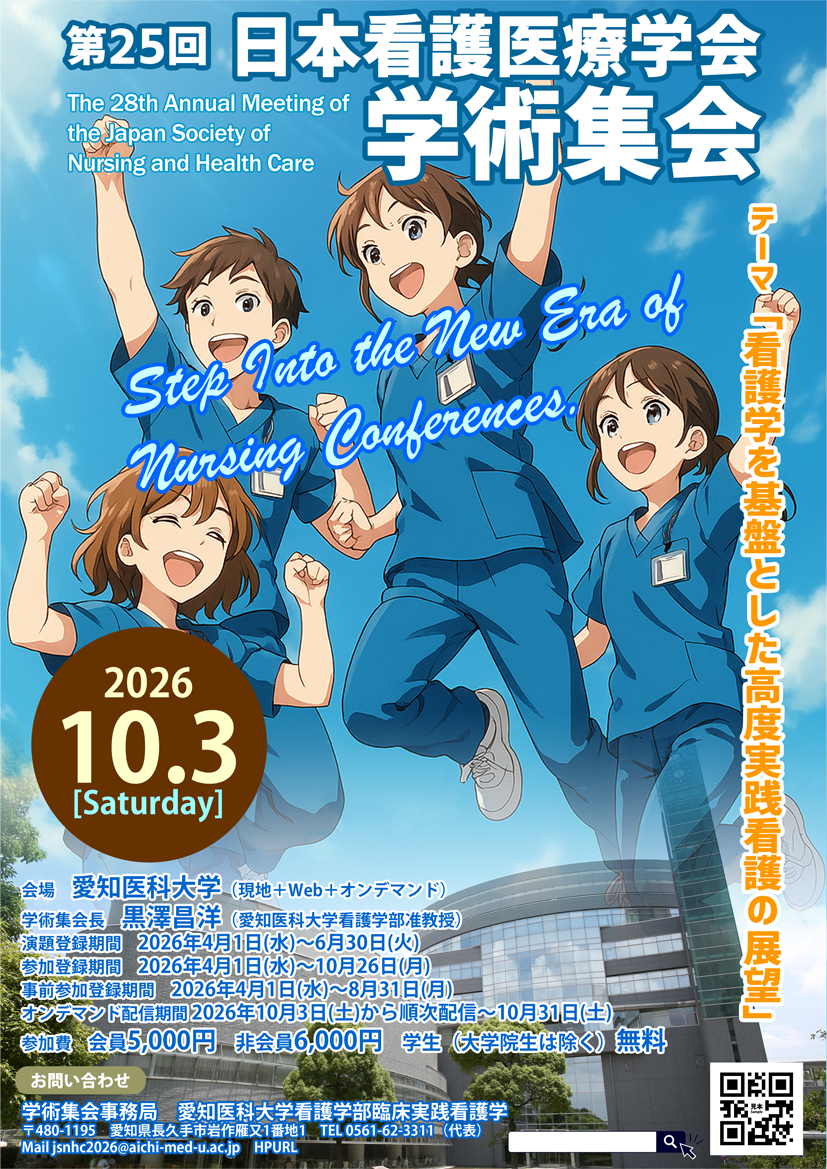 第25回 日本看護医療学会
学術集会
The 28th Annual Meeting of
the Japan Society of
Nursing and Health Care
テーマ「看護学を基盤とした高度実践看護の展望」
Step Into the New Era of
Nursing Conferences.
2026
10.3
[Saturday]
会場 愛知医科大学(現地+Web+オンデマンド)
学術集会長 黒澤昌洋(愛知医科大学看護学部准教授)
演題登録期間 2026年4月1日(水)~6月30日(火)
参加登録期間 2026年4月1日(水)~10月26日(月)
事前参加登録期間 2026年4月1日(水)~8月31日(月)
オンデマンド配信期間 2026年10月3日(土)から順次配信~10月31日(土)
参加費 会員5,000円 非会員6,000円 学生(大学院生は除く)無料
お問い合わせ
学術集会事務局 愛知医科大学看護学部臨床実践看護学
〒480-1195 愛知県長久手市岩作雁又1番地1 TEL 0561-62-3311(代表)
Mail jsnhc2026@aichi-med-u.ac.jp HPURL